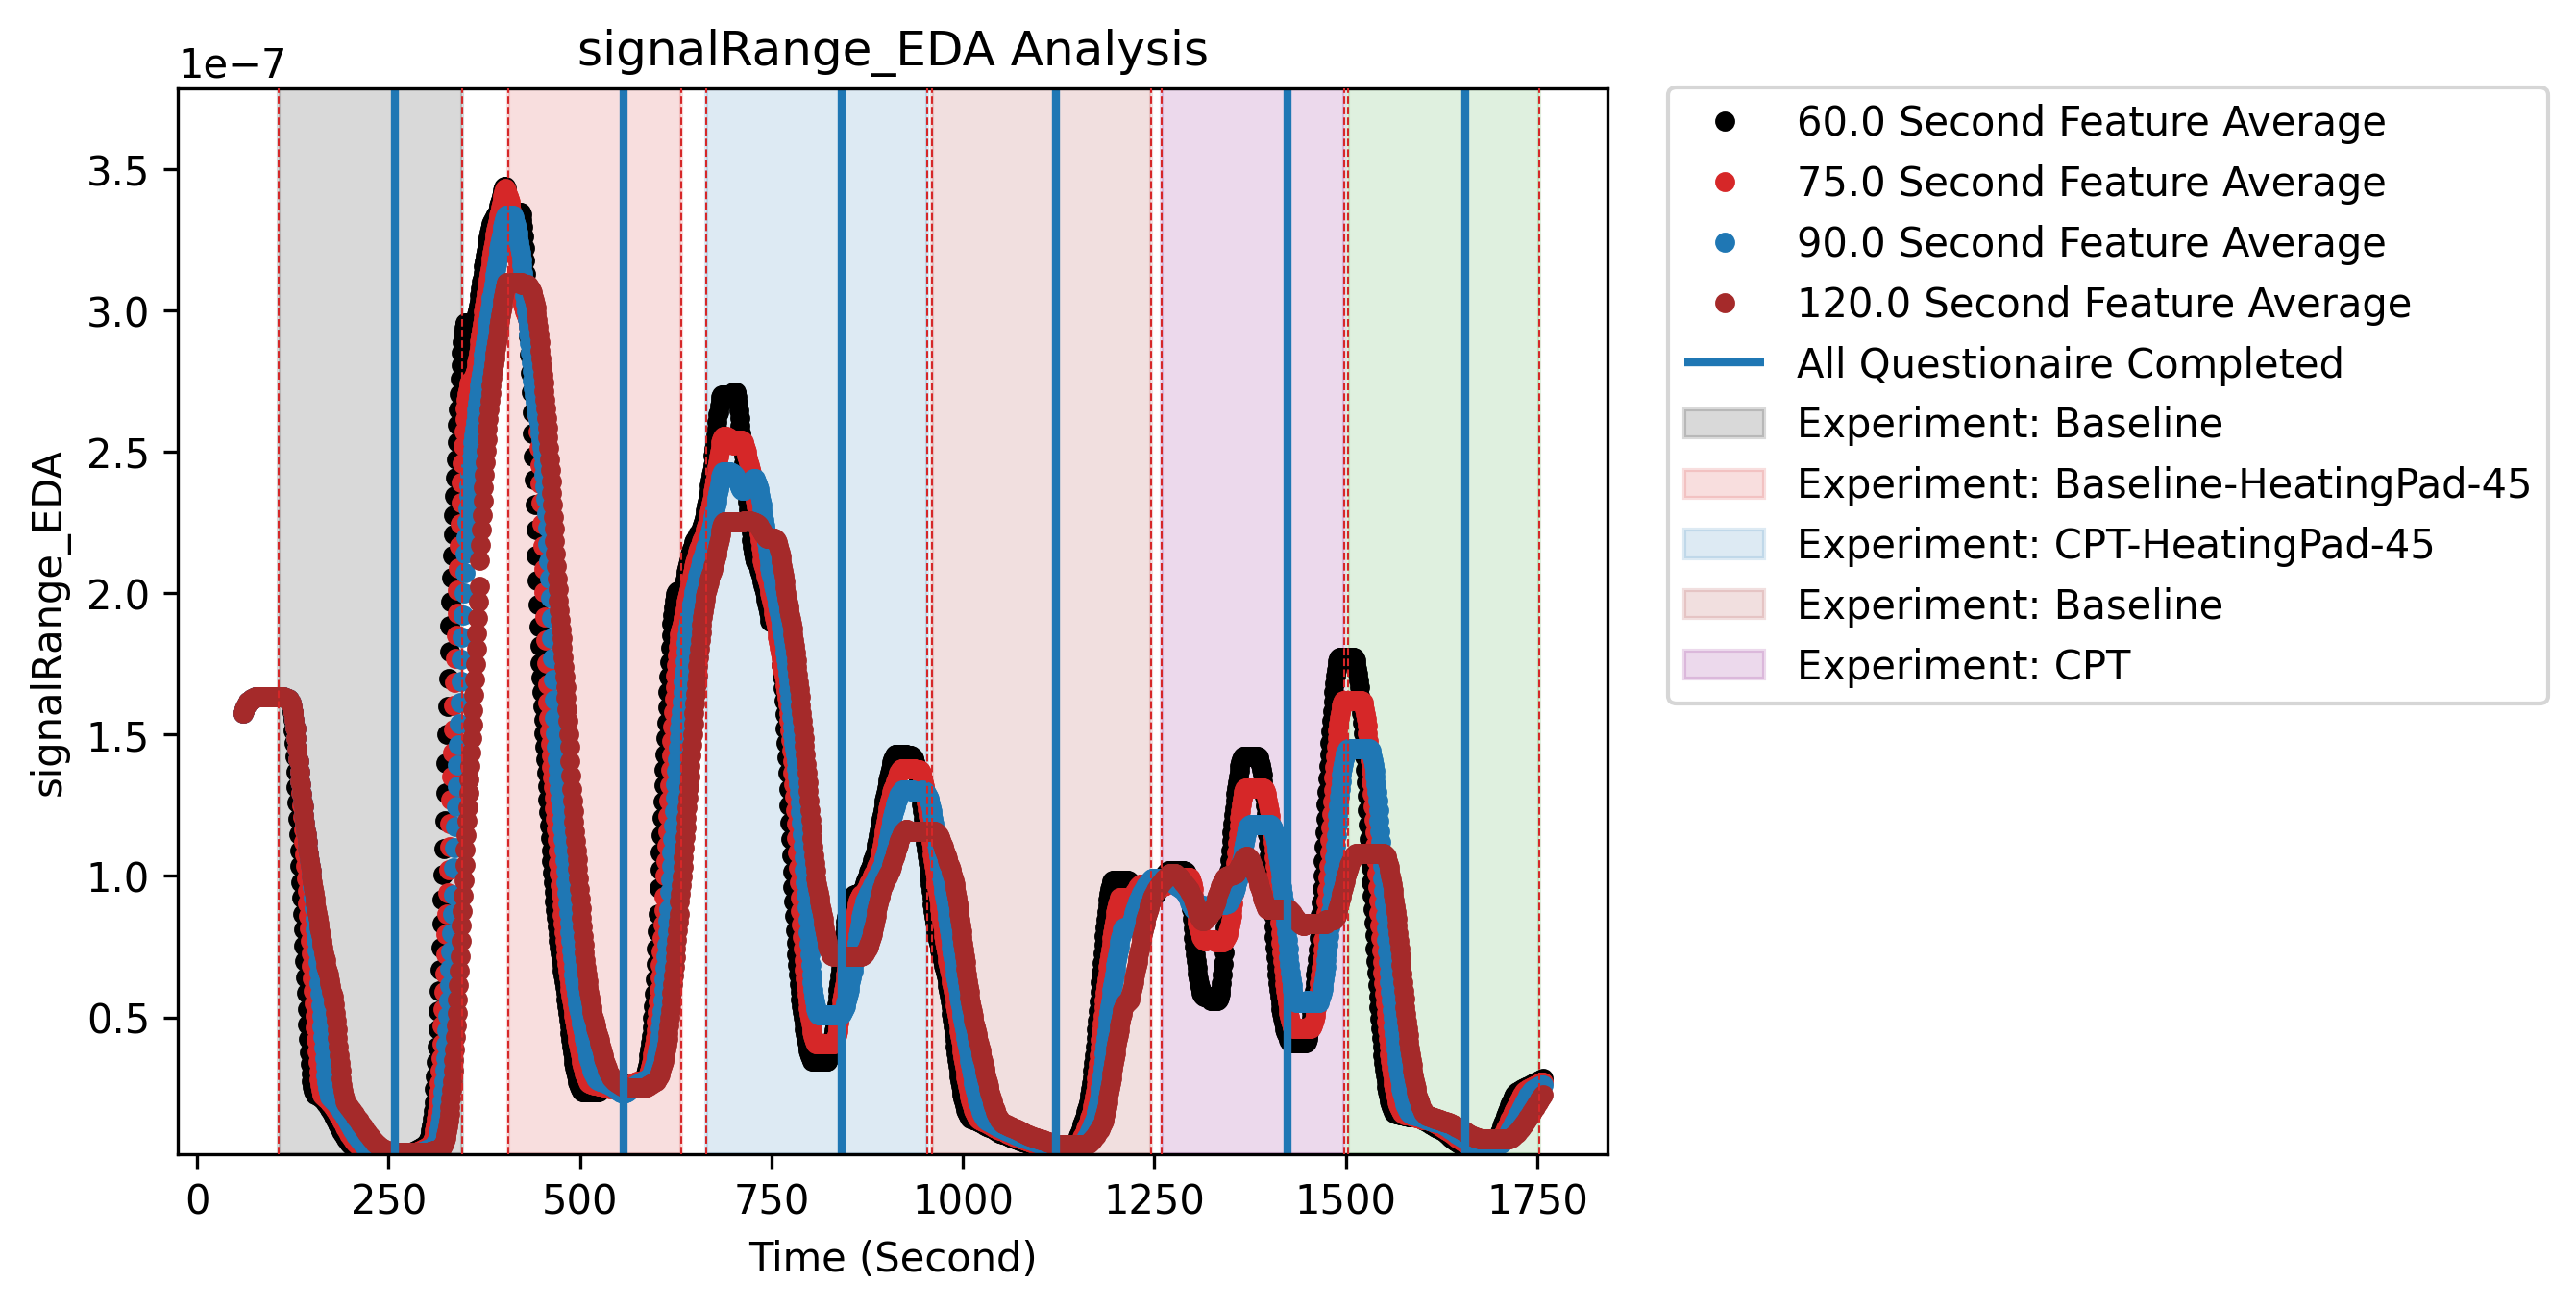 signalRange_EDA Analysis
1e−7
3.5
3.0
2.5
2.0
1.5
1.0
0.5
signalRange_EDA
0 250 500 750 1000 1250 1500 1750
Time (Second)
60.0 Second Feature Average
75.0 Second Feature Average
90.0 Second Feature Average
120.0 Second Feature Average
All Questionaire Completed
Experiment: Baseline
Experiment: Baseline-HeatingPad-45
Experiment: CPT-HeatingPad-45
Experiment: Baseline
Experiment: CPT